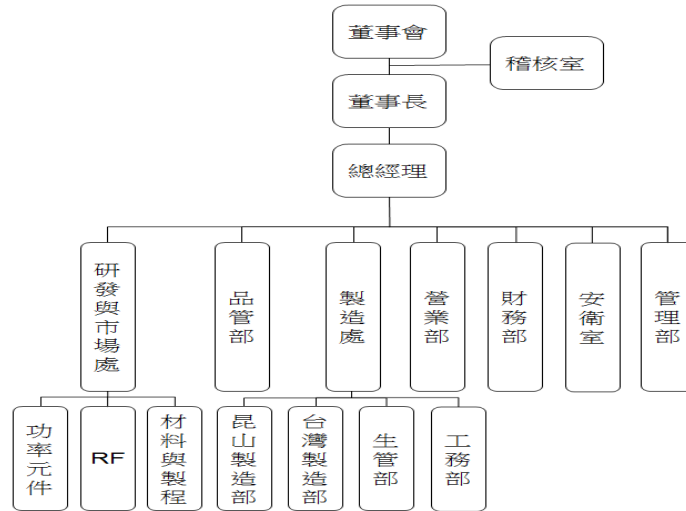 董事會
稽核室
董事長
總經理
研發與市場處
品管部
製造處
營業部
財務部
安衛室
管理部
功率元件
RF
材料與製程
昆山製造部
台灣製造部
生管部
工務部